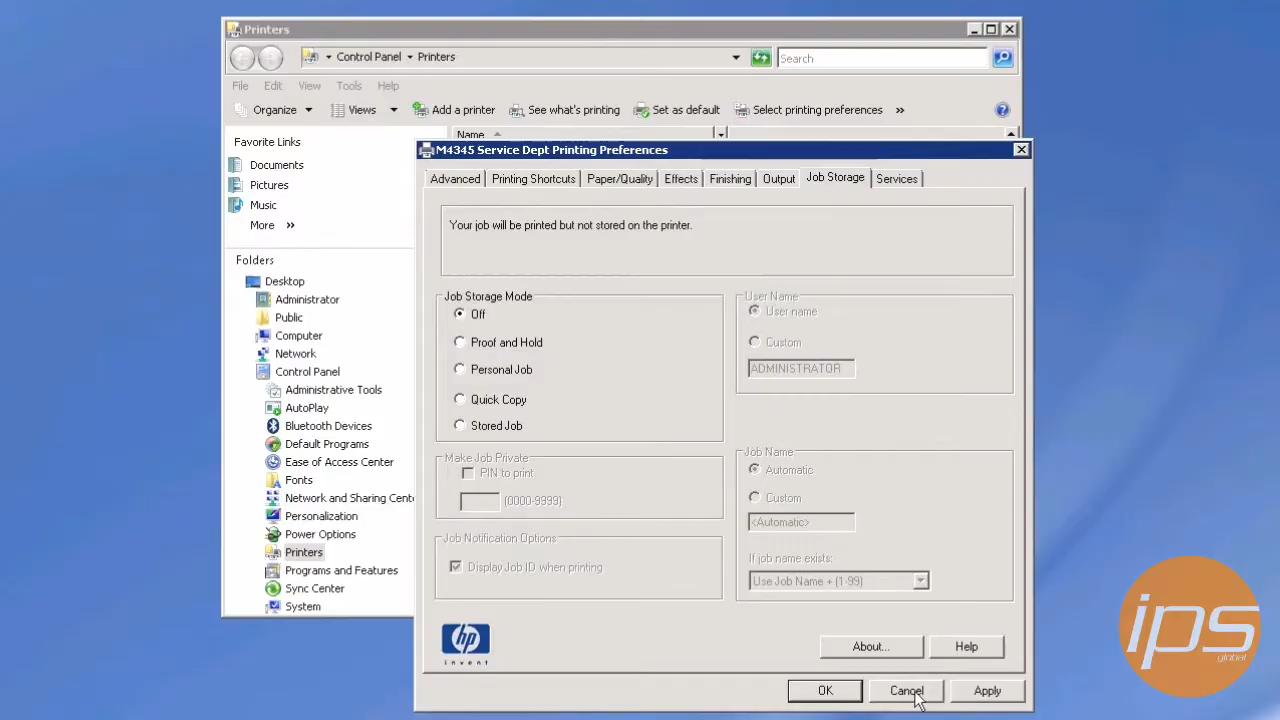 Printers
Control Panel Printers
Search
File Edit View Tools Help
Organize Views Add a printer See what's printing Set as default Select printing preferences »
Favorite Links
Documents
Pictures
Music
More »
Folders
Desktop
Administrator
Public
Computer
Network
Control Panel
Administrative Tools
AutoPlay
Bluetooth Devices
Default Programs
Ease of Access Center
Fonts
Network and Sharing Cent
Personalization
Power Options
Printers
Programs and Features
Sync Center
System
Name
M4345 Service Dept Printing Preferences
Advanced Printing Shortcuts Paper/Quality Effects Finishing Output Job Storage Services
Your job will be printed but not stored on the printer.
Job Storage Mode
Off
Proof and Hold
Personal Job
Quick Copy
Stored Job
Make Job Private
PIN to print
(0000-9999)
Job Notification Options
Display Job ID when printing
User Name
User name
Custom
ADMINISTRATOR
Job Name
Automatic
Custom
<Automatic>
If job name exists:
Use Job Name + (1-99)
hp
invent
About... Help
OK Cancel Apply
ips
global